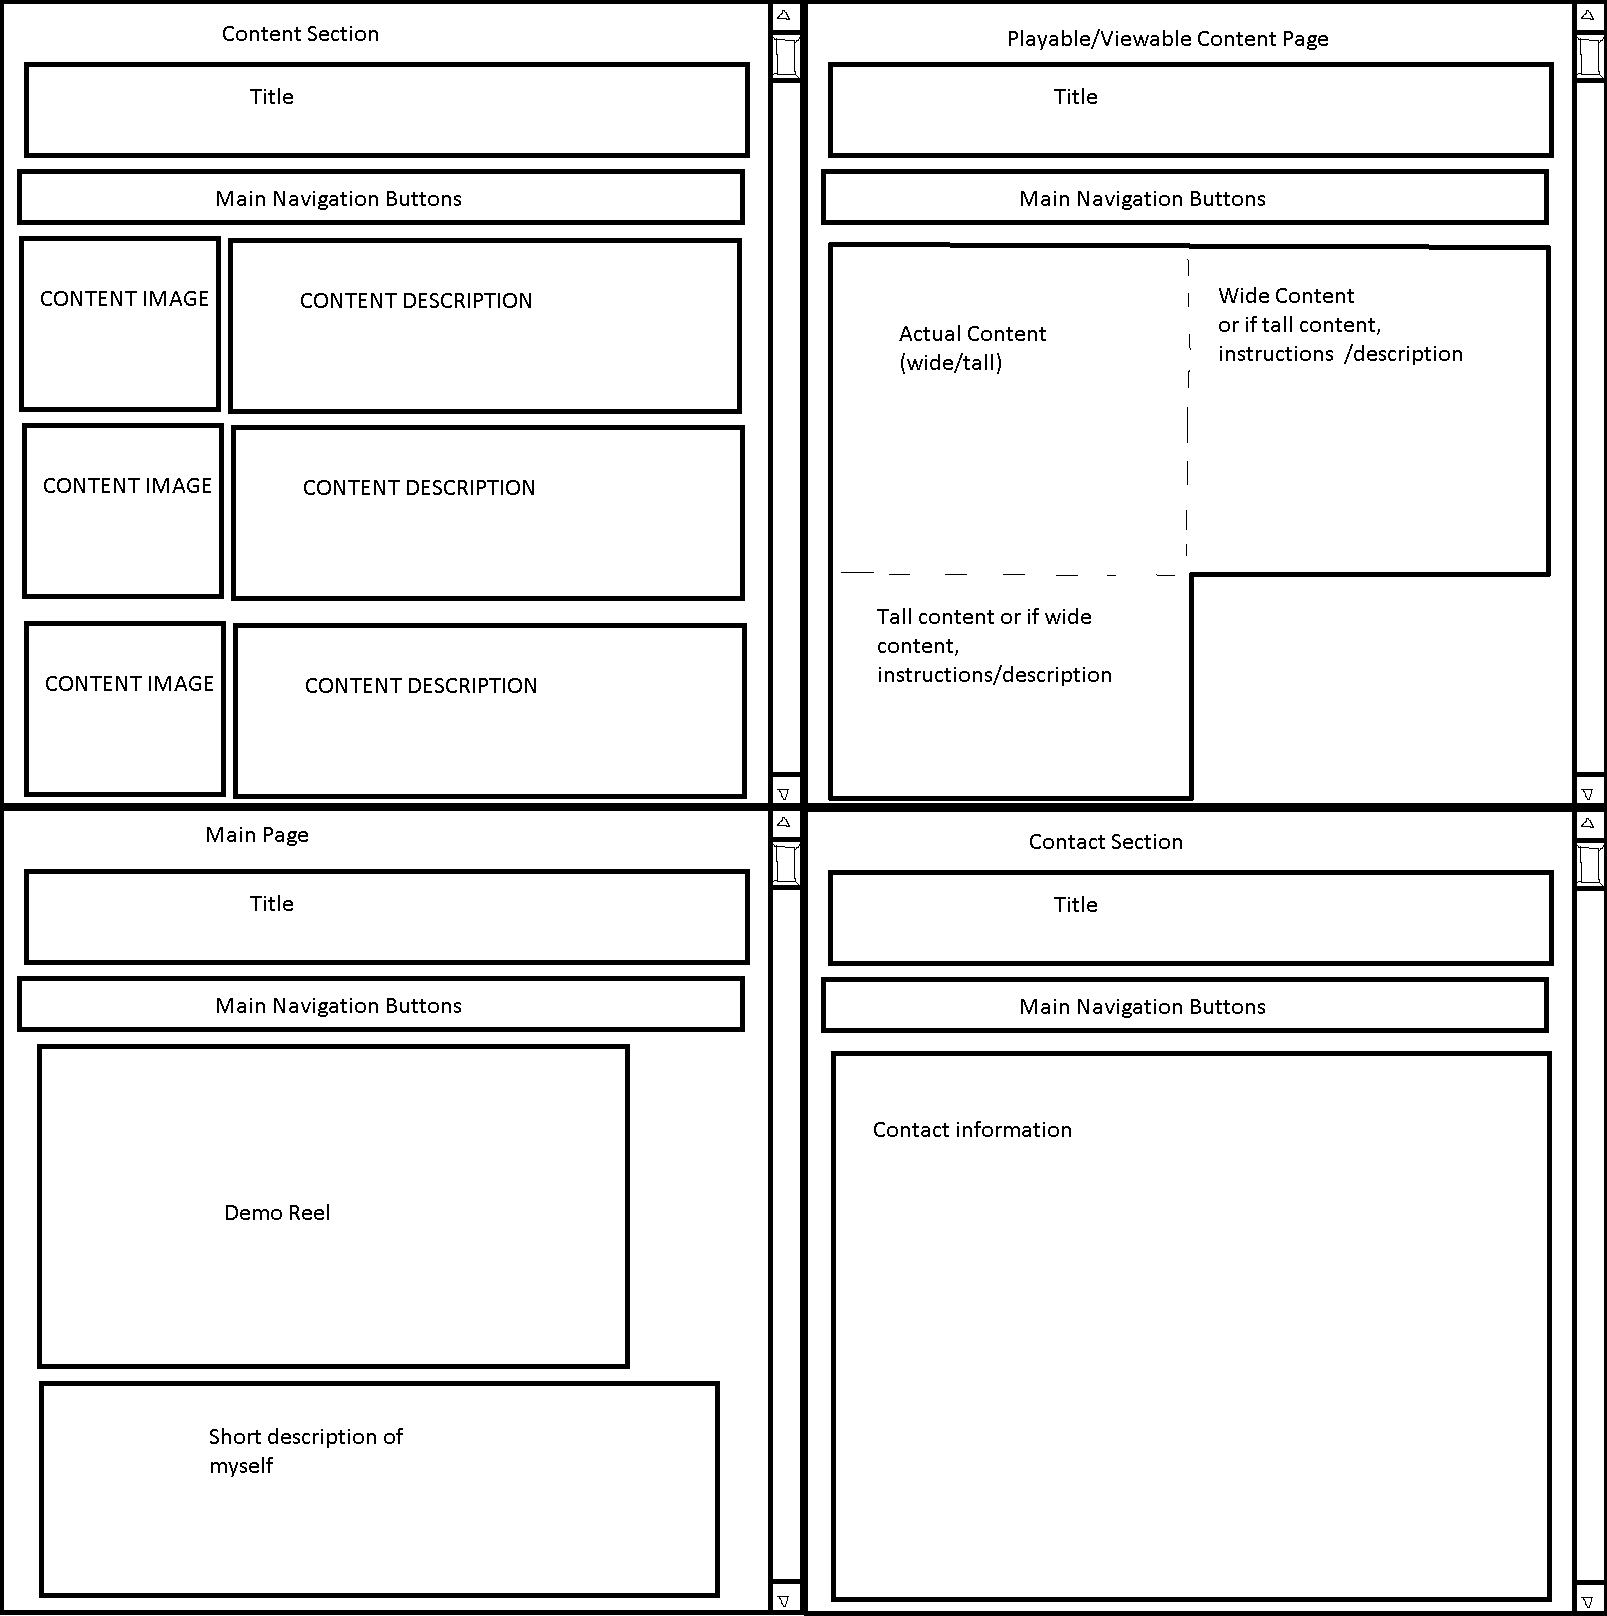 Content Section
Title
Main Navigation Buttons
CONTENT IMAGE
CONTENT DESCRIPTION
CONTENT IMAGE
CONTENT DESCRIPTION
CONTENT IMAGE
CONTENT DESCRIPTION
Playable/Viewable Content Page
Title
Main Navigation Buttons
Actual Content
(wide/tall)
Wide Content
or if tall content,
instructions /description
Tall content or if wide
content,
instructions/description
Main Page
Title
Main Navigation Buttons
Demo Reel
Short description of
myself
Contact Section
Title
Main Navigation Buttons
Contact information